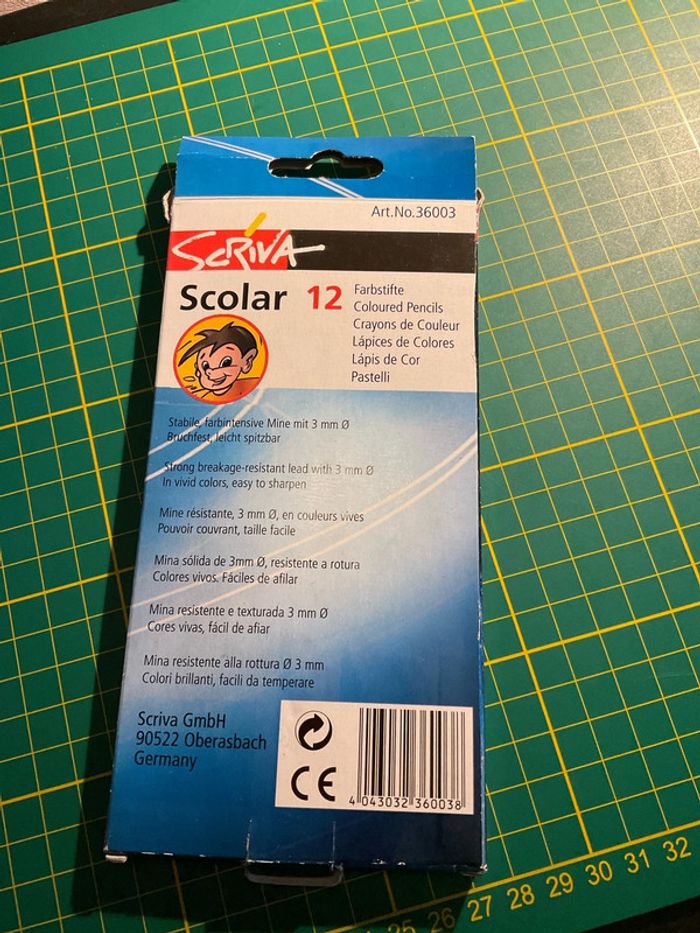 Art.No.36003
SCRIVA
Scolar 12
Farbstifte
Coloured Pencils
Crayons de Couleur
Lápices de Colores
Lápis de Cor
Pastelli
Stabile, farbintensive Mine mit 3 mm Ø
Bruchfest, leicht spitzbar
Strong breakage-resistant lead with 3 mm Ø
In vivid colors, easy to sharpen
Mine résistante, 3 mm Ø, en couleurs vives
Pouvoir couvrant, taille facile
Mina sólida de 3mm Ø, resistente a rotura
Colores vivos. Fáciles de afilar
Mina resistente e texturada 3 mm Ø
Cores vivas, fácil de afiar
Mina resistente alla rottura Ø 3 mm
Colori brillanti, facili da temperare
Scriva GmbH
90522 Oberasbach
Germany
CE
4 043032 360038
26 27 28 29 30 31 32